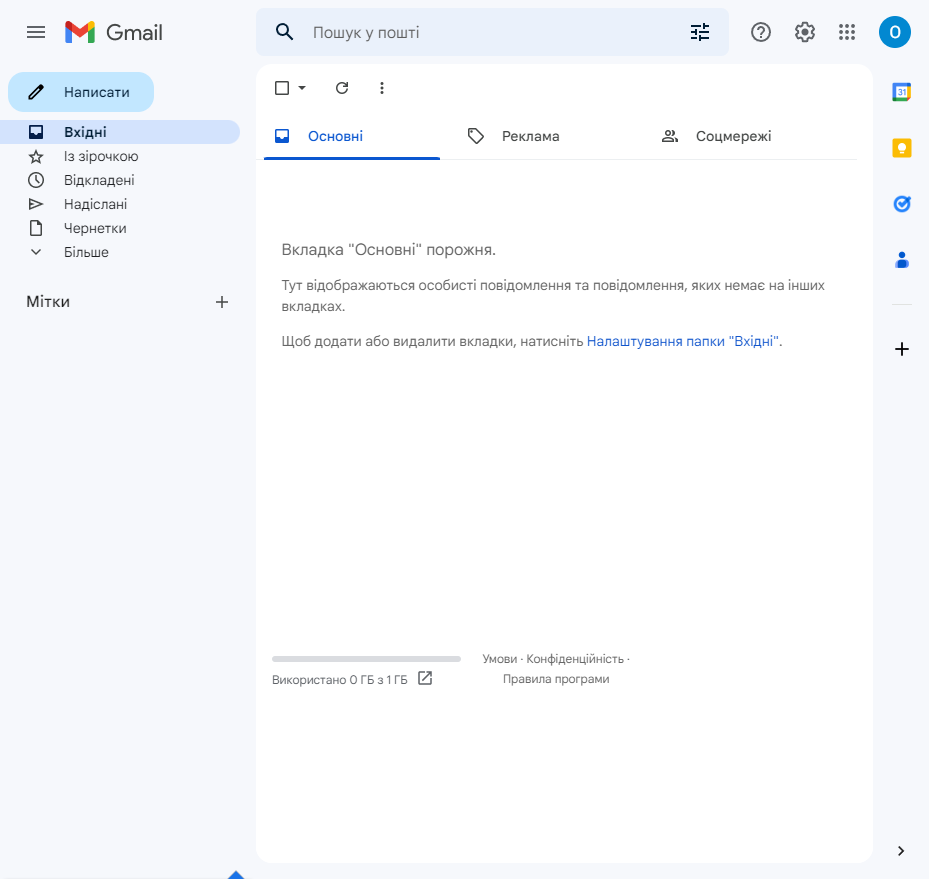 Gmail
Пошук у пошті
О
Написати
Вхідні
Із зірочкою
Відкладені
Надіслані
Чернетки
Більше
Мітки
Основні
Реклама
Соцмережі
31
Вкладка "Основні" порожня.
Тут відображаються особисті повідомлення та повідомлення, яких немає на інших
вкладках.
Щоб додати або видалити вкладки, натисніть Налаштування папки "Вхідні".
Використано 0 ГБ з 1 ГБ
Умови · Конфіденційність ·
Правила програми